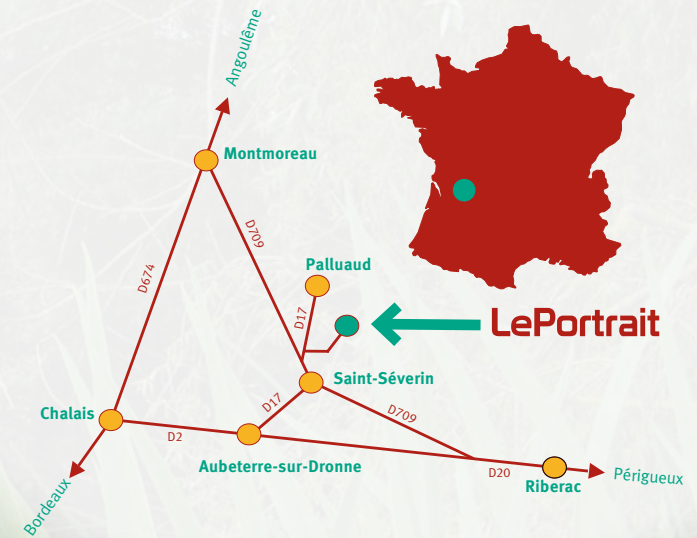 Angoulême
Montmoreau
D709
D674
Palluaud
D17
LePortrait
Saint-Séverin
Chalais
D17
D709
D2
Aubeterre-sur-Dronne
D20
Périgueux
Riberac
Bordeaux